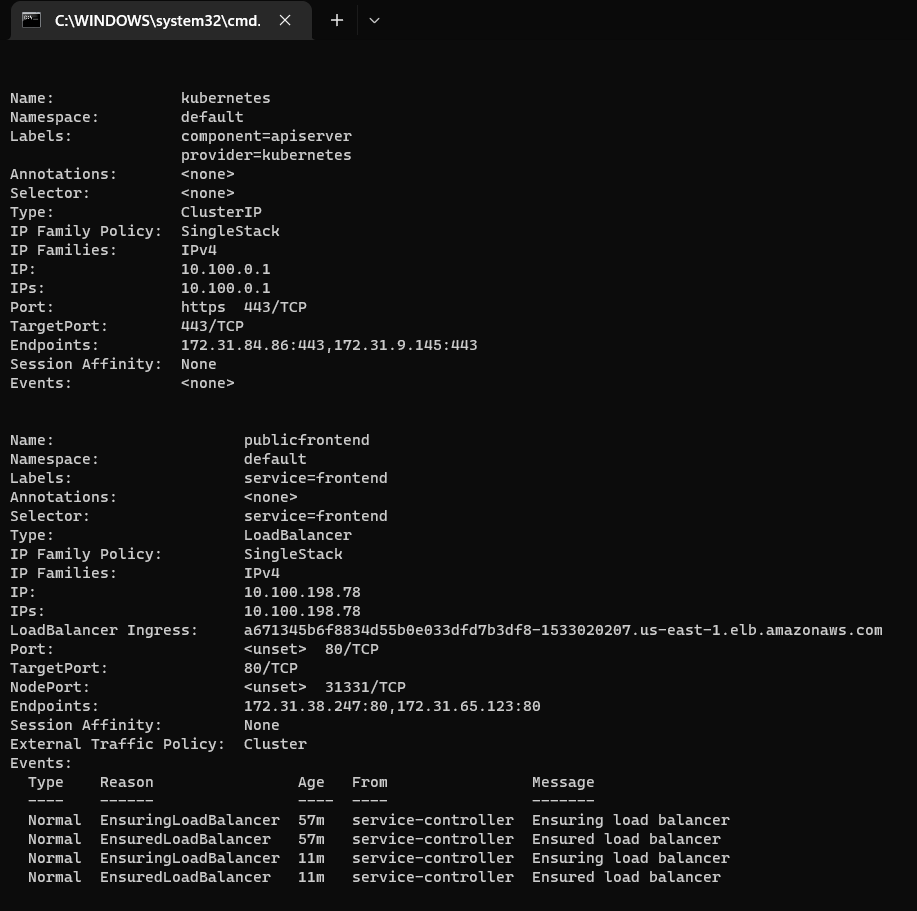 C:\WINDOWS\system32\cmd.
Name: kubernetes
Namespace: default
Labels: component=apiserver
provider=kubernetes
Annotations: <none>
Selector: <none>
Type: ClusterIP
IP Family Policy: SingleStack
IP Families: IPv4
IP: 10.100.0.1
IPs: 10.100.0.1
Port: https 443/TCP
TargetPort: 443/TCP
Endpoints: 172.31.84.86:443,172.31.9.145:443
Session Affinity: None
Events: <none>
Name: publicfrontend
Namespace: default
Labels: service=frontend
Annotations: <none>
Selector: service=frontend
Type: LoadBalancer
IP Family Policy: SingleStack
IP Families: IPv4
IP: 10.100.198.78
IPs: 10.100.198.78
LoadBalancer Ingress: a671345b6f8834d55b0e033dfd7b3df8-1533020207.us-east-1.elb.amazonaws.com
Port: <unset> 80/TCP
TargetPort: 80/TCP
NodePort: <unset> 31331/TCP
Endpoints: 172.31.38.247:80,172.31.65.123:80
Session Affinity: None
External Traffic Policy: Cluster
Events:
Type Reason Age From Message
---- ------ ---- ---- -------
Normal EnsuringLoadBalancer 57m service-controller Ensuring load balancer
Normal EnsuredLoadBalancer 57m service-controller Ensured load balancer
Normal EnsuringLoadBalancer 11m service-controller Ensuring load balancer
Normal EnsuredLoadBalancer 11m service-controller Ensured load balancer